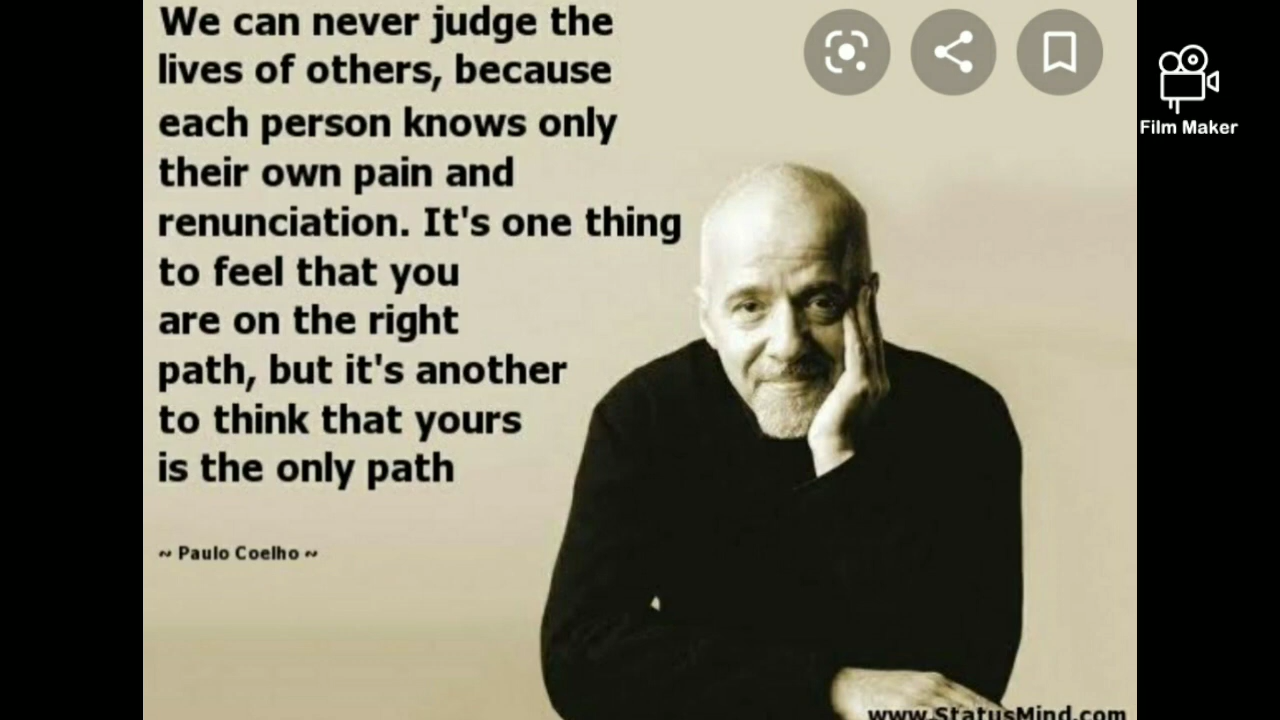 We can never judge the
lives of others, because
each person knows only
their own pain and
renunciation. It's one thing
to feel that you
are on the right
path, but it's another
to think that yours
is the only path
~ Paulo Coelho ~
www.StatusMind.com
Film Maker